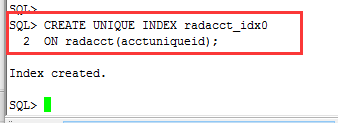 SQL>
SQL> CREATE UNIQUE INDEX radacct_idx0
2 ON radacct(acctuniqueid);
Index created.
SQL>